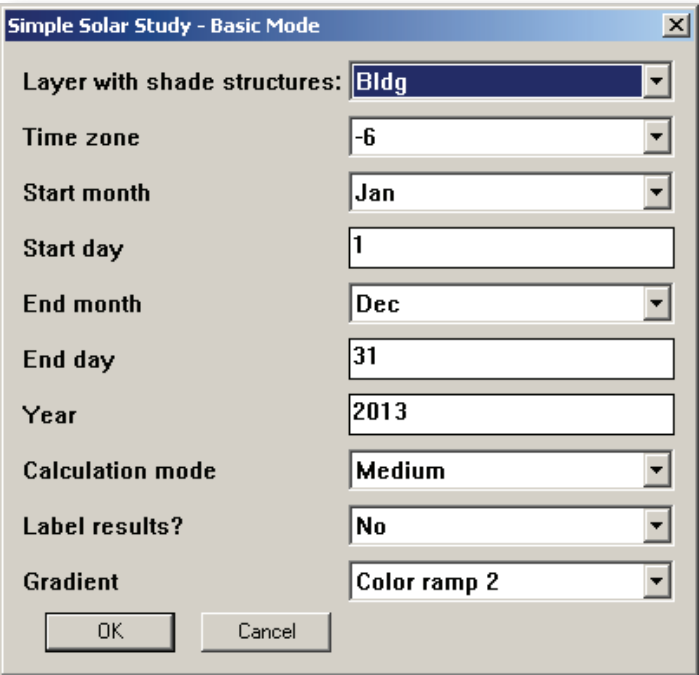 Simple Solar Study - Basic Mode
Layer with shade structures: Bldg
Time zone -6
Start month Jan
Start day 1
End month Dec
End day 31
Year 2013
Calculation mode Medium
Label results? No
Gradient Color ramp 2
OK Cancel